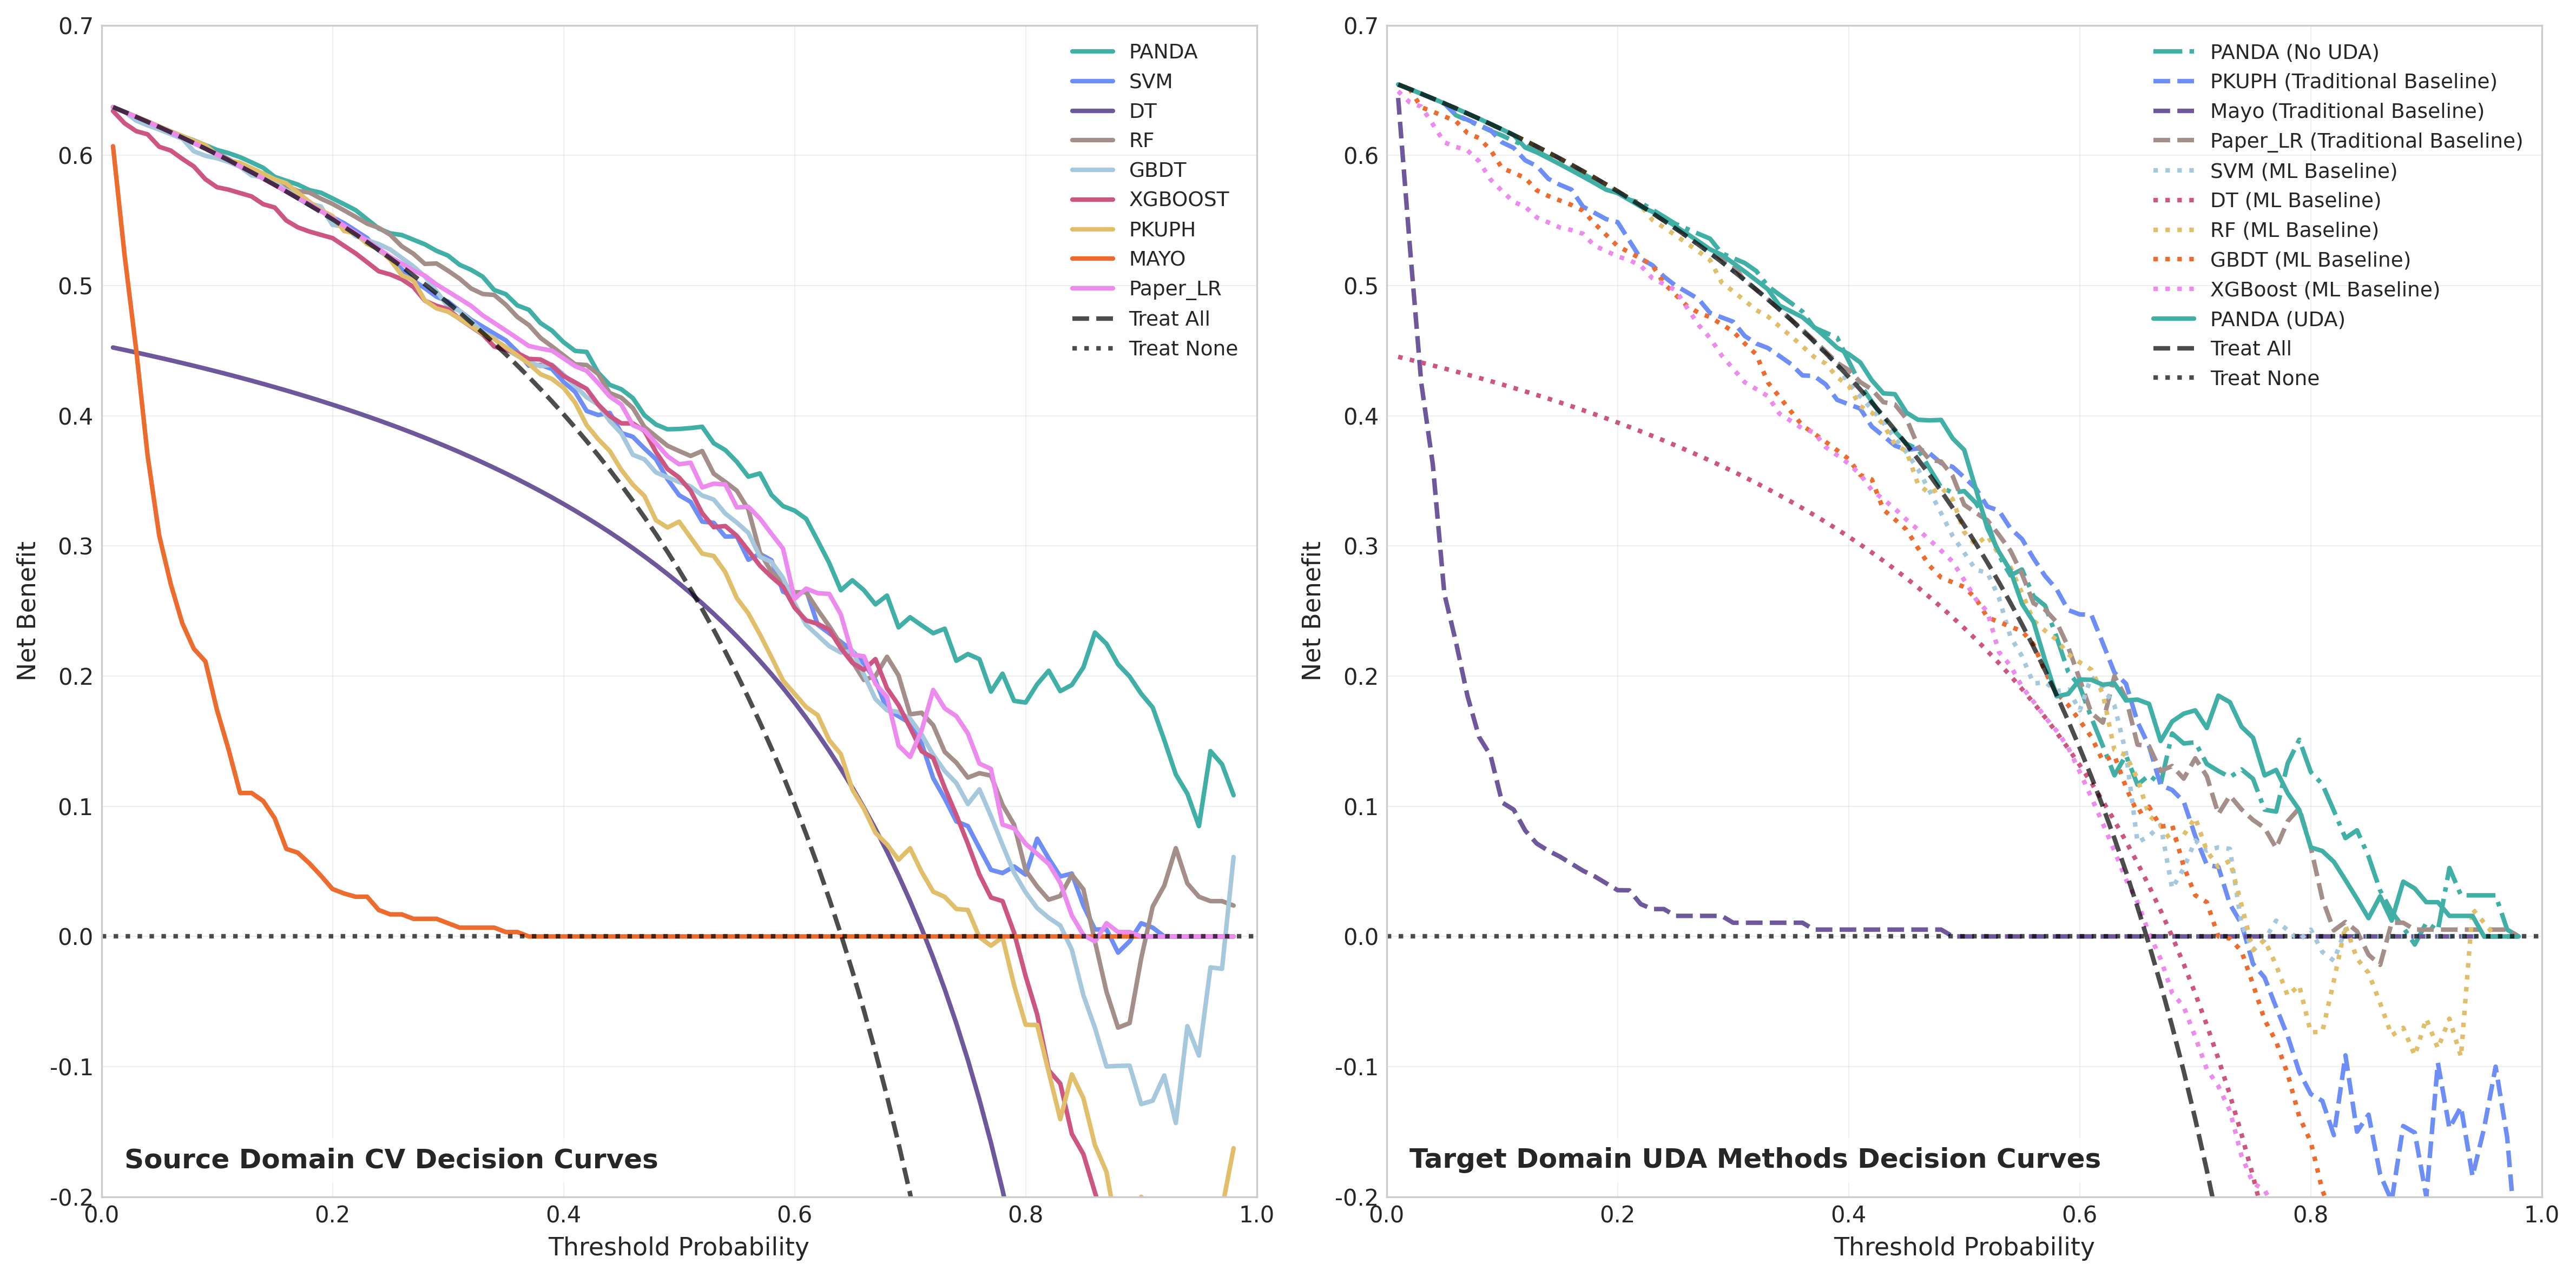 0.7
0.6
0.5
0.4
0.3
0.2
0.1
0.0
-0.1
-0.2
Net Benefit
PANDA
SVM
DT
RF
GBDT
XGBOOST
PKUPH
MAYO
Paper_LR
Treat All
Treat None
Source Domain CV Decision Curves
0.0 0.2 0.4 0.6 0.8 1.0
Threshold Probability
0.7
0.6
0.5
0.4
0.3
0.2
0.1
0.0
-0.1
-0.2
Net Benefit
PANDA (No UDA)
PKUPH (Traditional Baseline)
Mayo (Traditional Baseline)
Paper_LR (Traditional Baseline)
SVM (ML Baseline)
DT (ML Baseline)
RF (ML Baseline)
GBDT (ML Baseline)
XGBoost (ML Baseline)
PANDA (UDA)
Treat All
Treat None
Target Domain UDA Methods Decision Curves
0.0 0.2 0.4 0.6 0.8 1.0
Threshold Probability